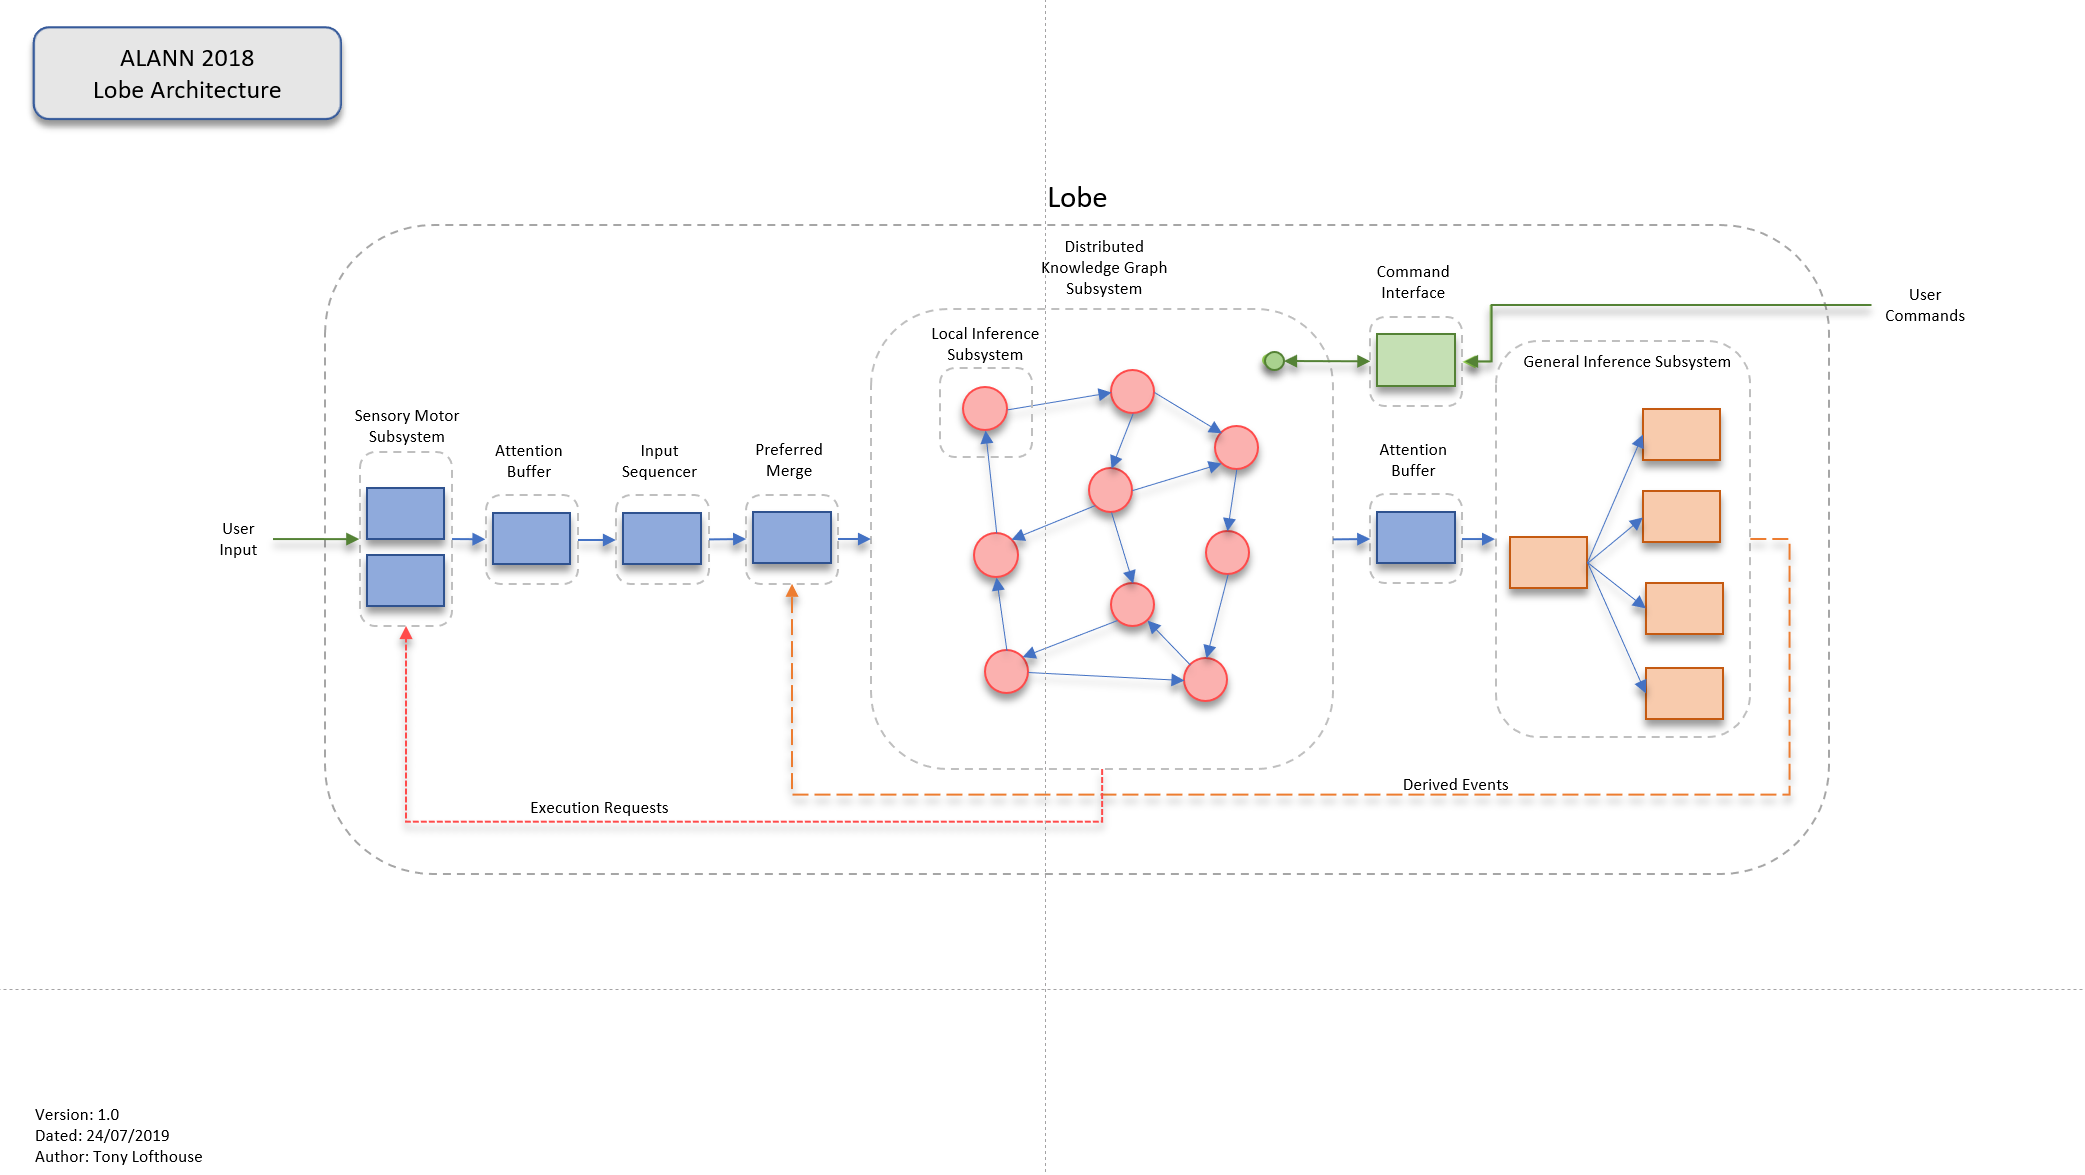 ALANN 2018
Lobe Architecture
Lobe
Distributed
Knowledge Graph
Subsystem
Command
Interface
User
Commands
Local Inference
Subsystem
General Inference Subsystem
Sensory Motor
Subsystem
Attention
Buffer
Input
Sequencer
Preferred
Merge
Attention
Buffer
User
Input
Derived Events
Execution Requests
Version: 1.0
Dated: 24/07/2019
Author: Tony Lofthouse